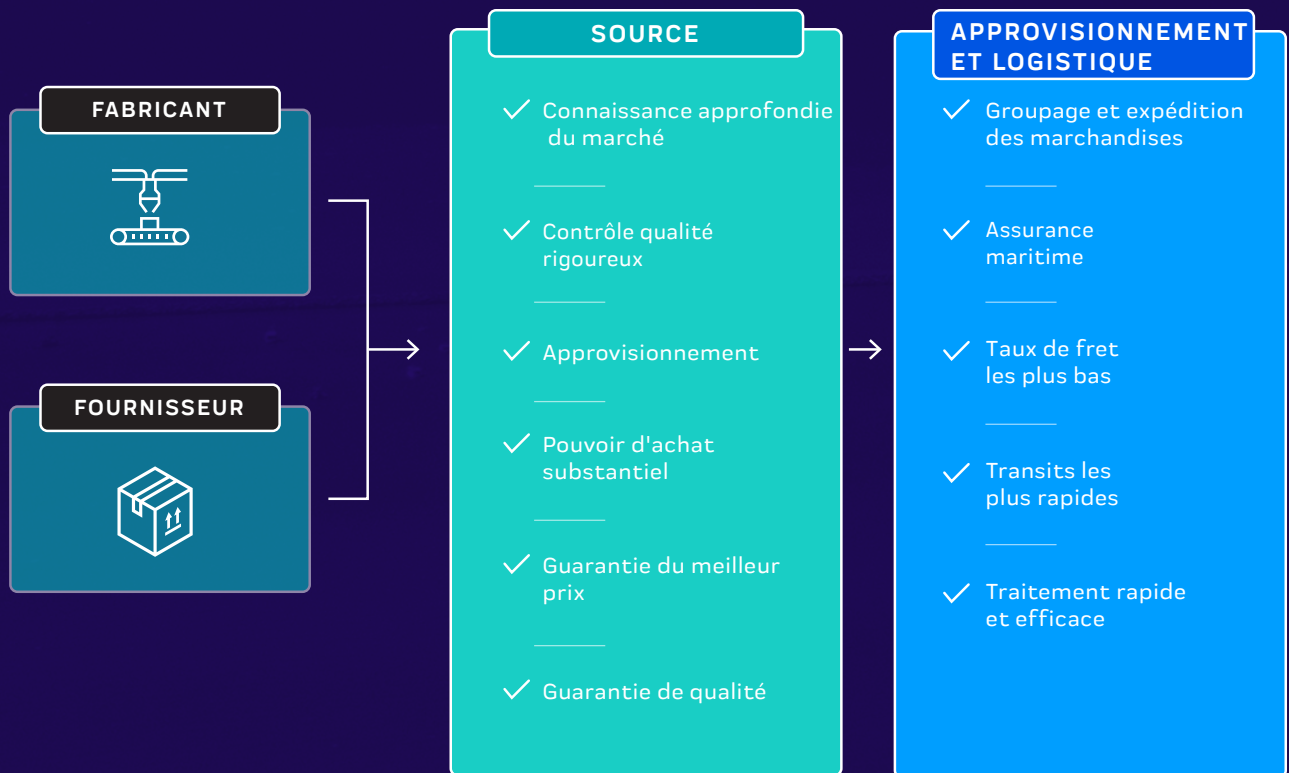 FABRICANT
FOURNISSEUR
SOURCE
Connaissance approfondie
du marché
Contrôle qualité
rigoureux
Approvisionnement
Pouvoir d'achat
substantiel
Guarantie du meilleur
prix
Guarantie de qualité
APPROVISIONNEMENT
ET LOGISTIQUE
Groupage et expédition
des marchandises
Assurance
maritime
Taux de fret
les plus bas
Transits les
plus rapides
Traitement rapide
et efficace